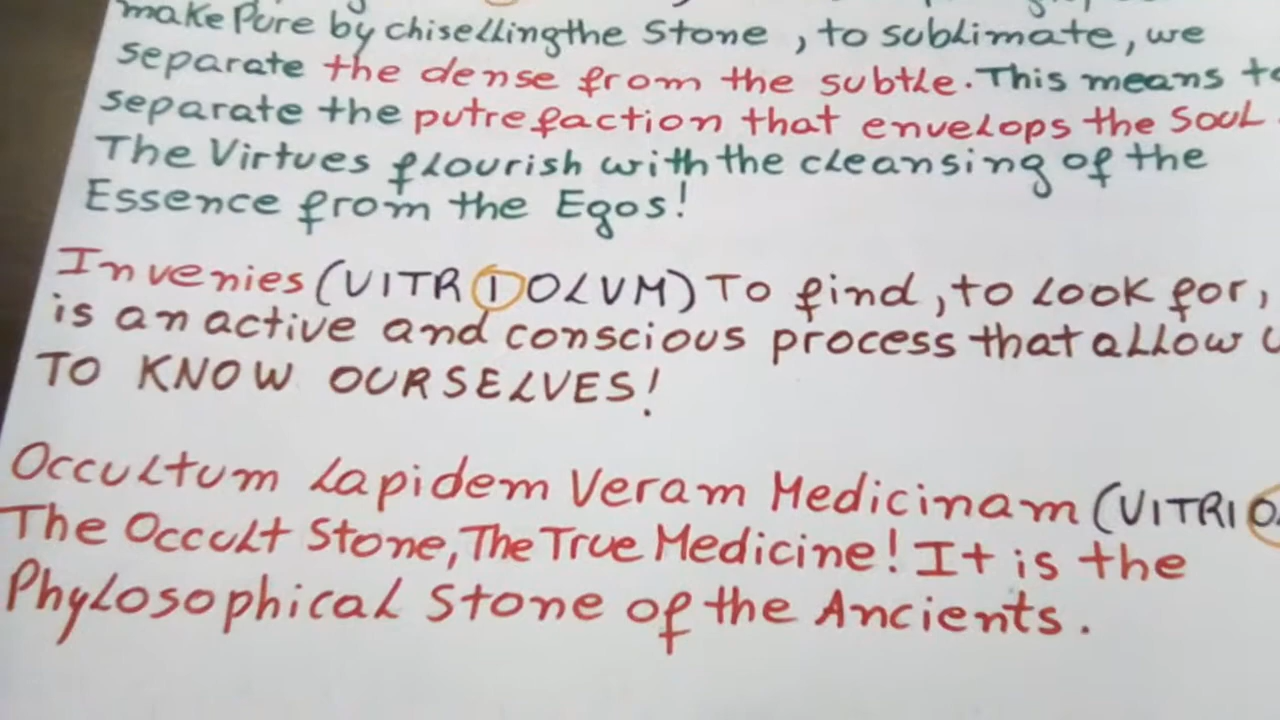 make Pure by chisellingthe Stone, to sublimate, we
separate the dense from the subtle. This means to
separate the putrefaction that envelops the Soul.
The Virtues flourish with the cleansing of the
Essence from the Egos!
Invenies (VITRIOLVM) To find, to look for,
is an active and conscious process that allow
TO KNOW OURSELVES!
Occultum Lapidem Veram Medicinam (VITRIO
The Occult Stone, The True Medicine! It is the
Phylosophical Stone of the Ancients.